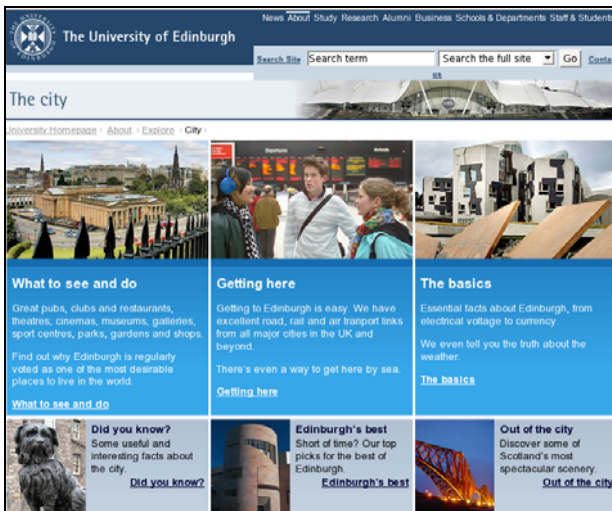 News About Study Research Alumni Business Schools & Departments Staff & Students
The University of Edinburgh
Search Site Search term Search the full site Go Conta
us
The city
University Homepage › About › Explore › City ›
Departures Arrivals
What to see and do
Great pubs, clubs and restaurants,
theatres, cinemas, museums, galleries,
sport centres, parks, gardens and shops.
Find out why Edinburgh is regularly
voted as one of the most desirable
places to live in the world.
What to see and do
Getting here
Getting to Edinburgh is easy. We have
excellent road, rail and air tranport links
from all major cities in the UK and
beyond.
There's even a way to get here by sea.
Getting here
The basics
Essential facts about Edinburgh, from
electrical voltage to currency.
We even tell you the truth about the
weather.
The basics
Did you know?
Some useful and
interesting facts about
the city.
Did you know?
Edinburgh's best
Short of time? Our top
picks for the best of
Edinburgh.
Edinburgh's best
Out of the city
Discover some of
Scotland's most
spectacular scenery.
Out of the city